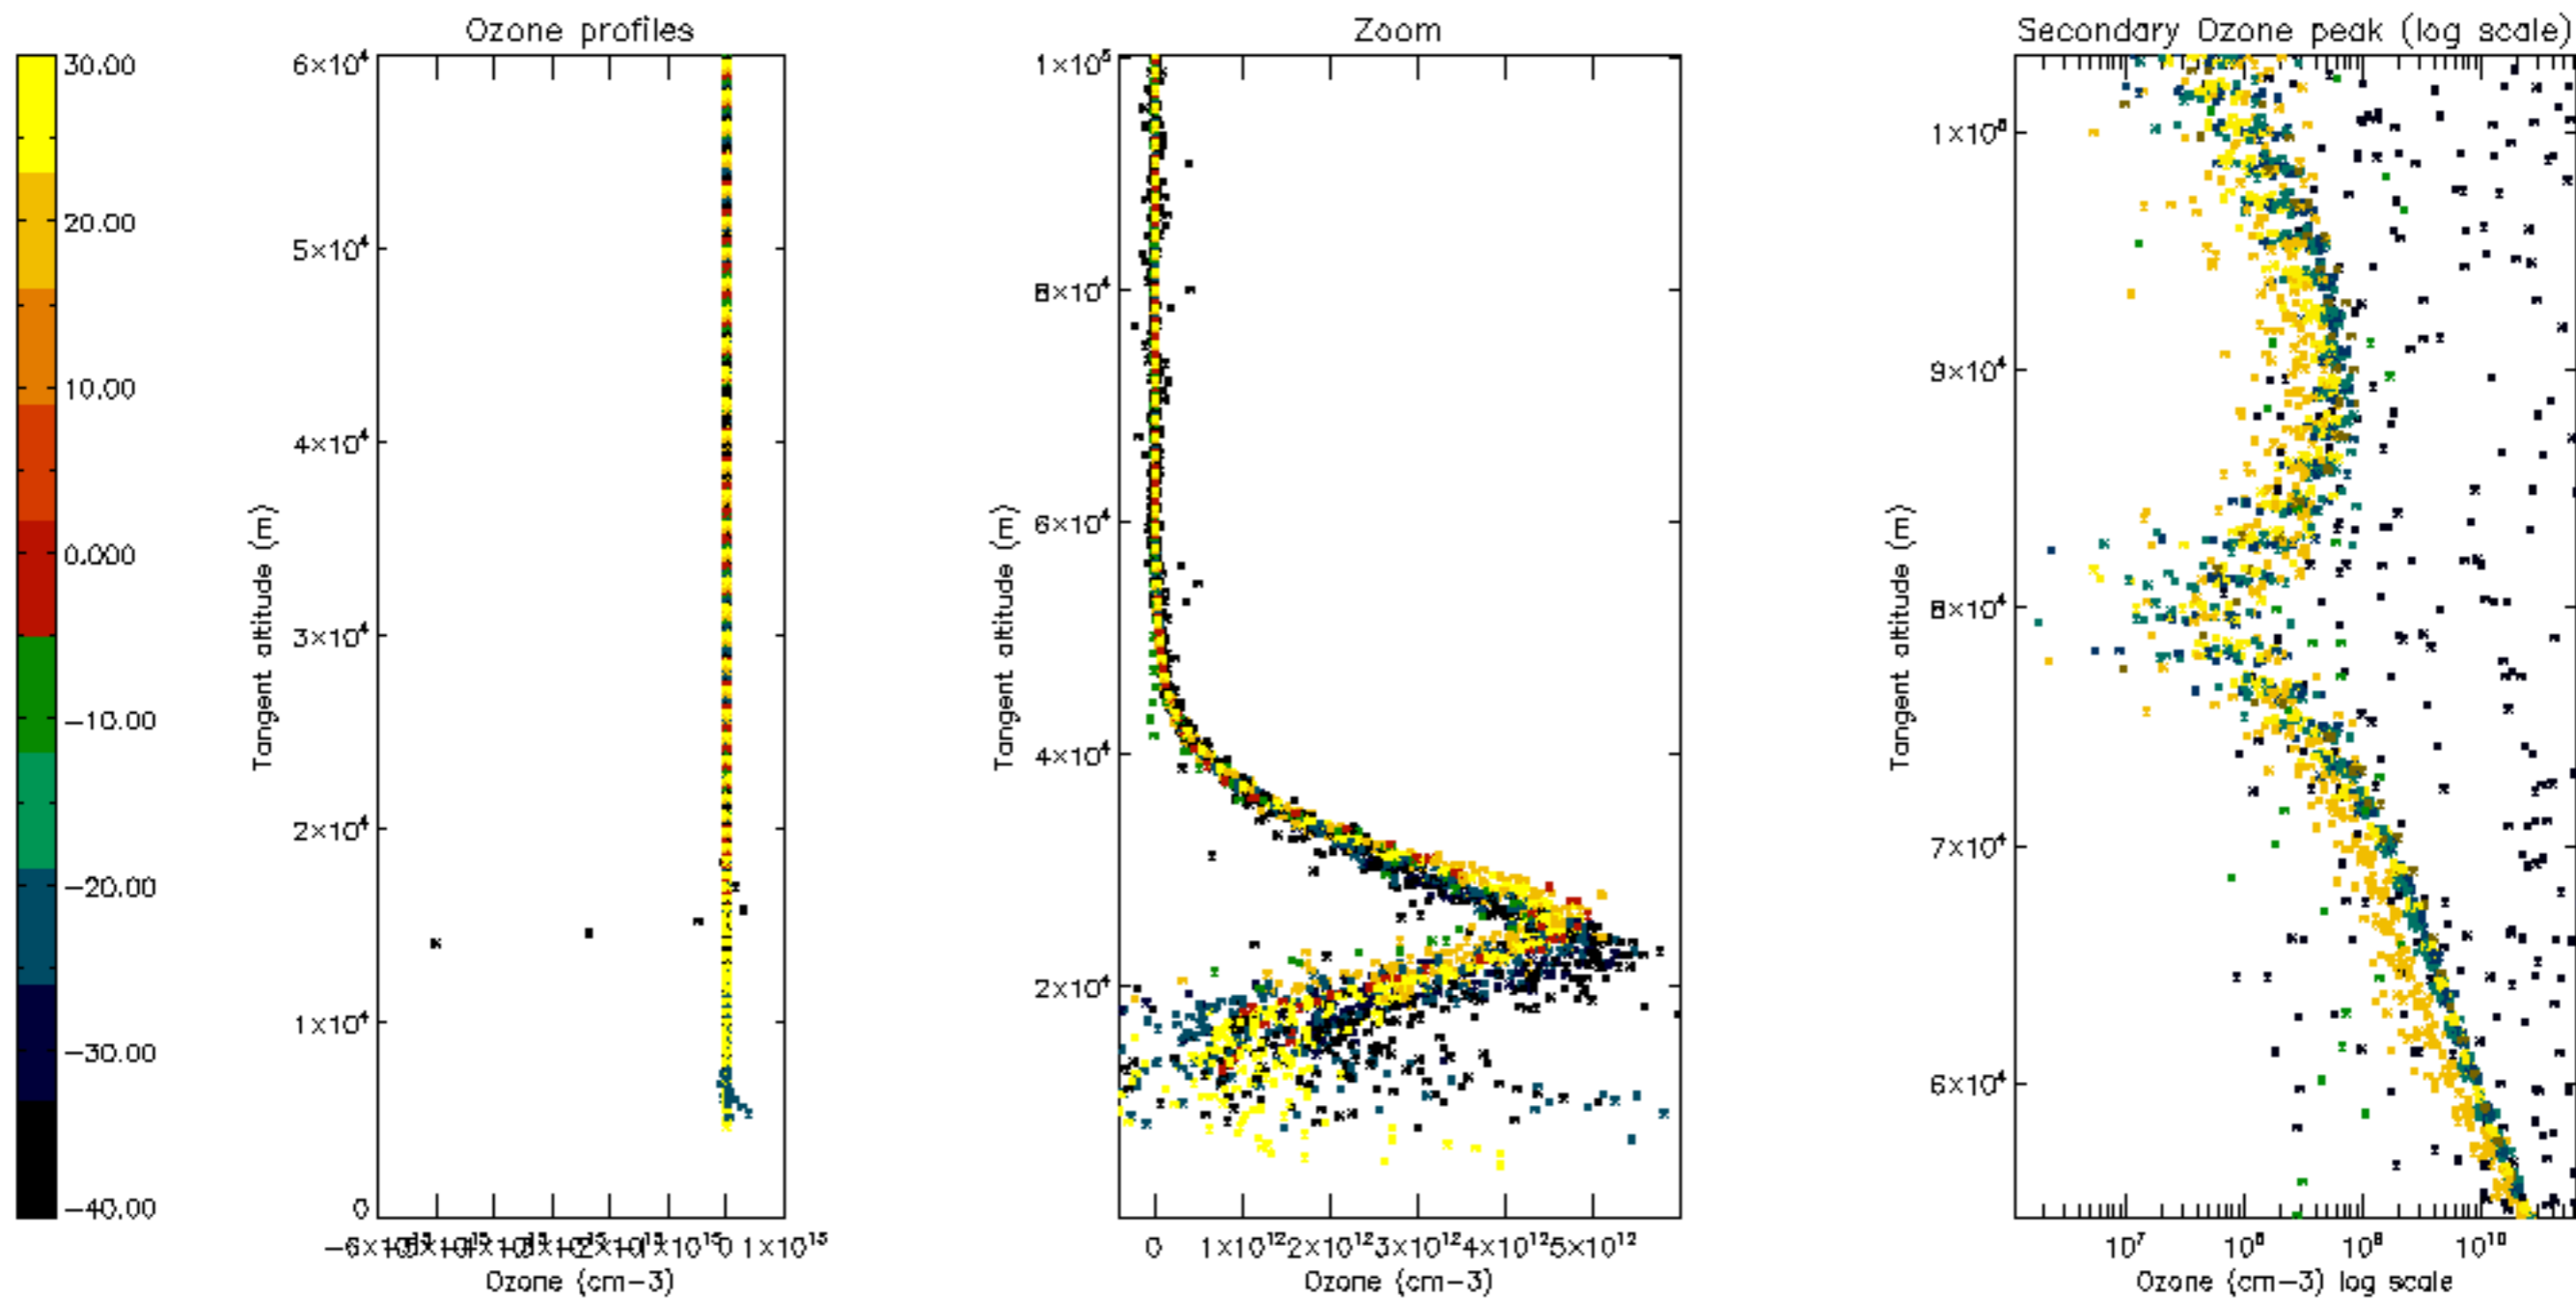 Ozone profiles
Zoom
Secondary Ozone peak (log scale)
30.00
20.00
10.00
0.000
−10.00
−20.00
−30.00
−40.00
Tangent altitude (m)
6×10⁴
5×10⁴
4×10⁴
3×10⁴
2×10⁴
1×10⁴
0
0 1×10¹⁵
Ozone (cm−3)
Tangent altitude (m)
1×10⁵
8×10⁴
6×10⁴
4×10⁴
2×10⁴
0 1×10¹² 2×10¹² 3×10¹² 4×10¹² 5×10¹²
Ozone (cm−3)
Tangent altitude (m)
9×10⁴
8×10⁴
7×10⁴
6×10⁴
10⁷ 10⁸ 10⁹ 10¹⁰
Ozone (cm−3) log scale